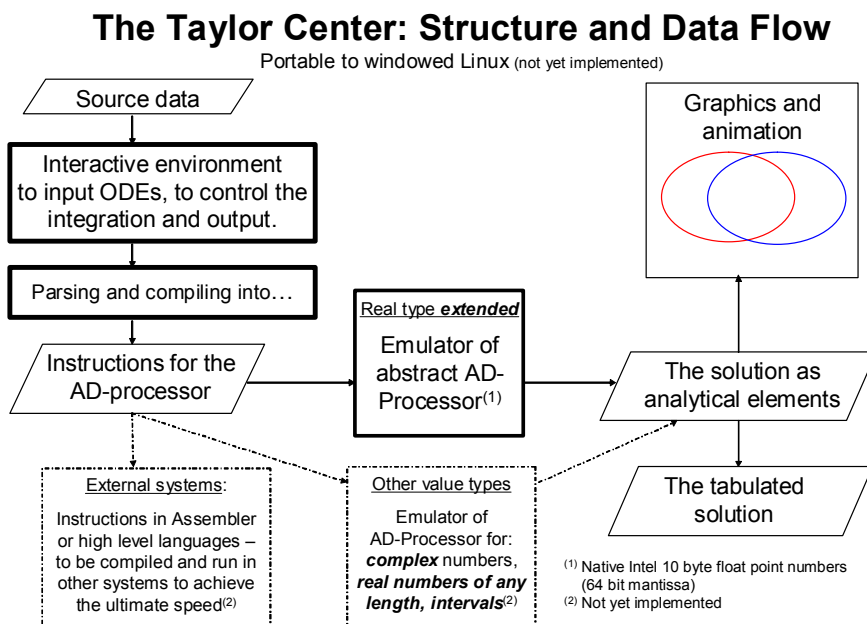 The Taylor Center: Structure and Data Flow
Portable to windowed Linux (not yet implemented)
Source data
Interactive environment
to input ODEs, to control the
integration and output.
Parsing and compiling into…
Instructions for the
AD-processor
Real type extended
Emulator of
abstract AD-
Processor(1)
Graphics and
animation
The solution as
analytical elements
The tabulated
solution
External systems:
Instructions in Assembler
or high level languages –
to be compiled and run in
other systems to achieve
the ultimate speed(2)
Other value types
Emulator of
AD-Processor for:
complex numbers,
real numbers of any
length, intervals(2)
(1) Native Intel 10 byte float point numbers
(64 bit mantissa)
(2) Not yet implemented